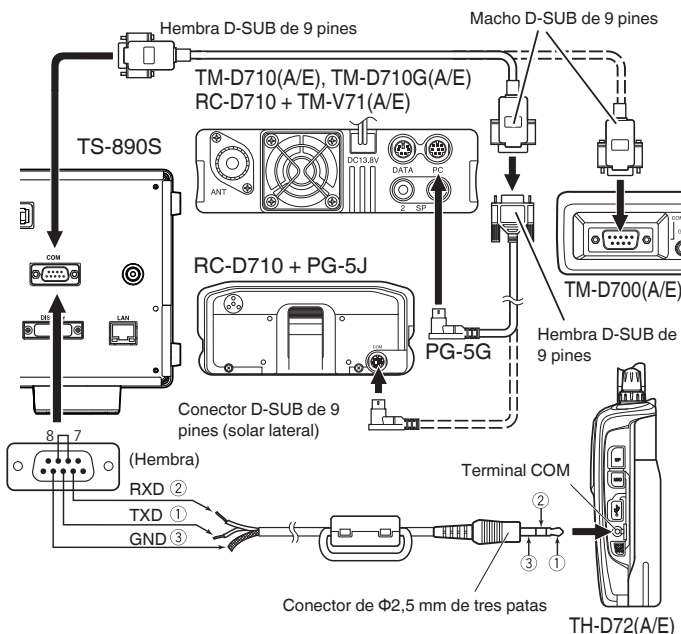 Hembra D-SUB de 9 pines
Macho D-SUB de 9 pines
TM-D710(A/E), TM-D710G(A/E)
RC-D710 + TM-V71(A/E)
TS-890S
ANT
DC13.8V
DATA
PC
2
SP
COM
COM
TM-D700(A/E)
RC-D710 + PG-5J
LAN
COM
PG-5G
Hembra D-SUB de
9 pines
Conector D-SUB de 9
pines (solar lateral)
8 7
(Hembra)
Terminal COM
RXD ②
TXD ①
GND ③
②
③ ①
Conector de Φ2,5 mm de tres patas
TH-D72(A/E)